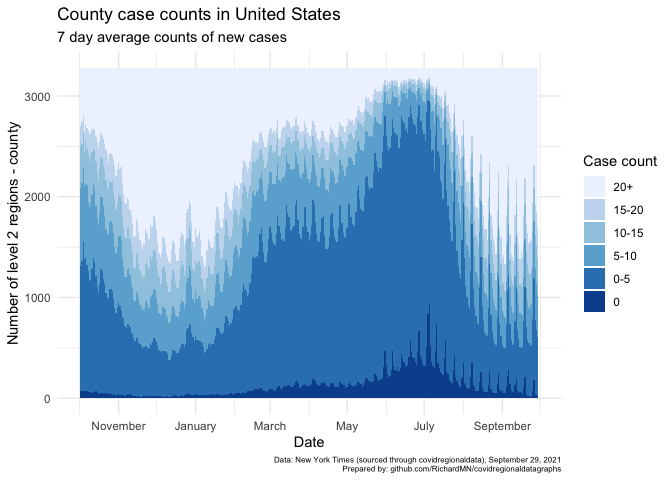 County case counts in United States
7 day average counts of new cases
Number of level 2 regions - county
3000
2000
1000
0
November
January
March
May
July
September
Date
Case count
20+
15-20
10-15
5-10
0-5
0
Data: New York Times (sourced through covidregionaldata), September 29, 2021
Prepared by: github.com/RichardMN/covidregionaldatagraphs